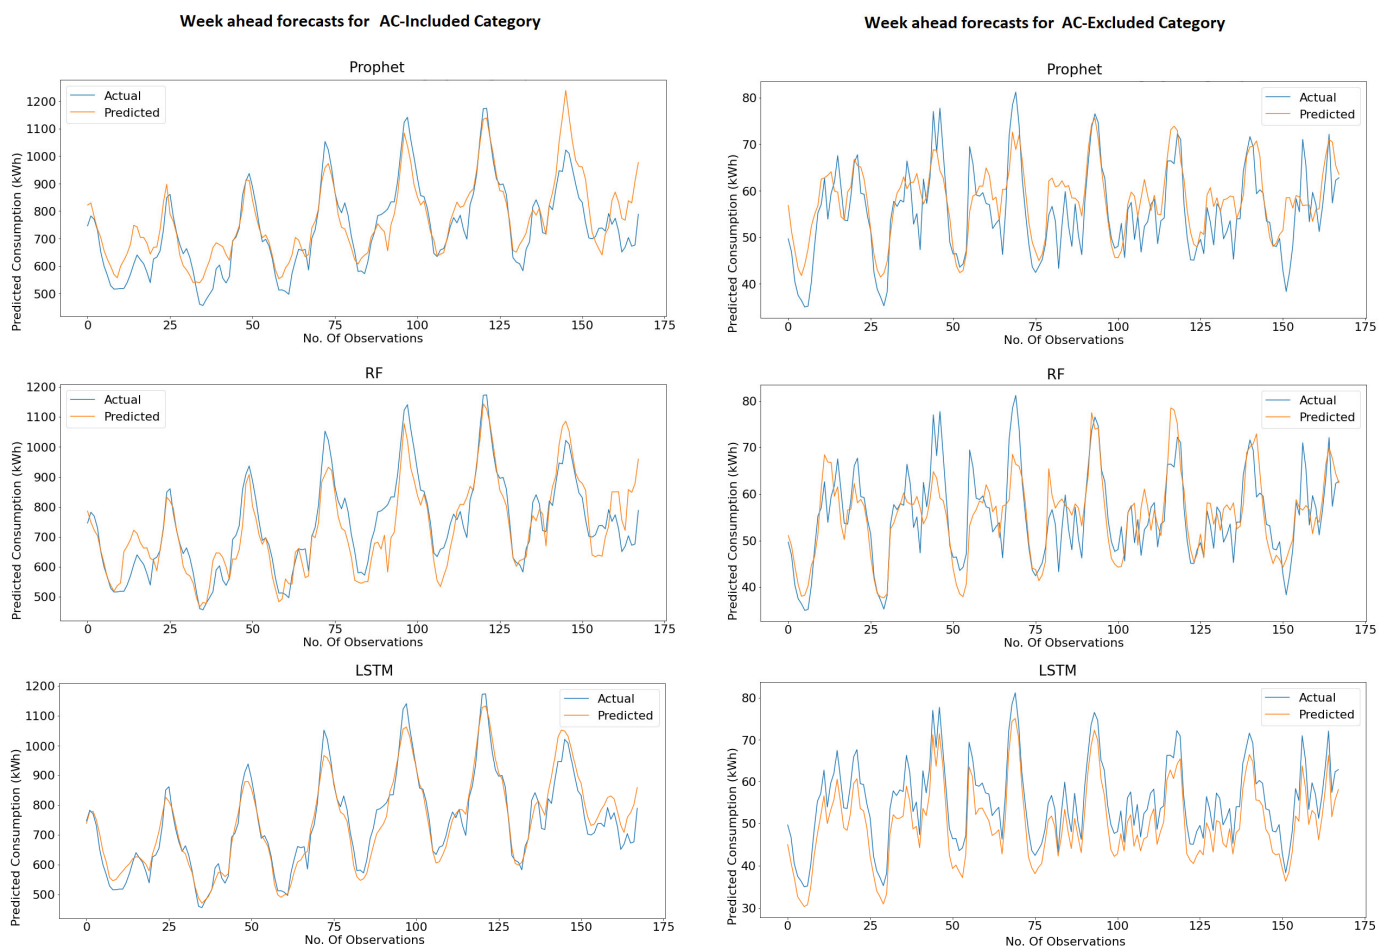 Week ahead forecasts for AC-Included Category
Week ahead forecasts for AC-Excluded Category
Prophet
Predicted Consumption (kWh)
1200
1100
1000
900
800
700
600
500
Actual
Predicted
0 25 50 75 100 125 150 175
No. Of Observations
Prophet
Predicted Consumption (kWh)
80
70
60
50
40
Actual
Predicted
0 25 50 75 100 125 150 175
No. Of Observations
RF
Predicted Consumption (kWh)
1200
1100
1000
900
800
700
600
500
Actual
Predicted
0 25 50 75 100 125 150 175
No. Of Observations
RF
Predicted Consumption (kWh)
80
70
60
50
40
Actual
Predicted
0 25 50 75 100 125 150 175
No. Of Observations
LSTM
Predicted Consumption (kWh)
1200
1100
1000
900
800
700
600
500
Actual
Predicted
0 25 50 75 100 125 150 175
No. Of Observations
LSTM
Predicted Consumption (kWh)
80
70
60
50
40
30
Actual
Predicted
0 25 50 75 100 125 150 175
No. Of Observations